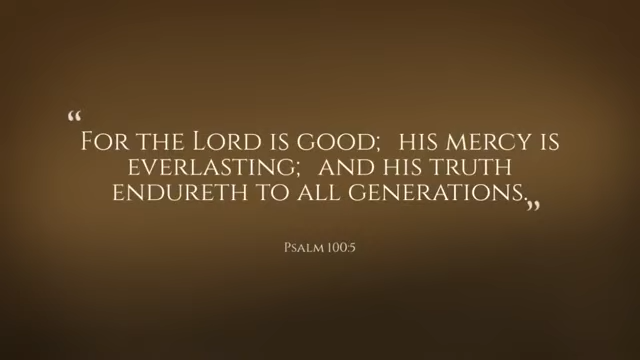 “For the Lord is good; his mercy is
everlasting; and his truth
endureth to all generations.”
Psalm 100:5